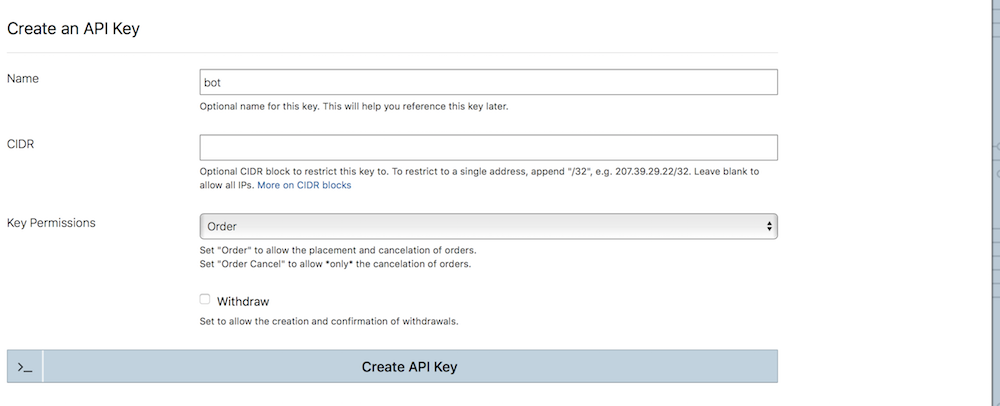 Create an API Key
Name
bot
Optional name for this key. This will help you reference this key later.
CIDR
Optional CIDR block to restrict this key to. To restrict to a single address, append "/32", e.g. 207.39.29.22/32. Leave blank to
allow all IPs. More on CIDR blocks
Key Permissions
Order
Set "Order" to allow the placement and cancelation of orders.
Set "Order Cancel" to allow *only* the cancelation of orders.
Withdraw
Set to allow the creation and confirmation of withdrawals.
>_
Create API Key